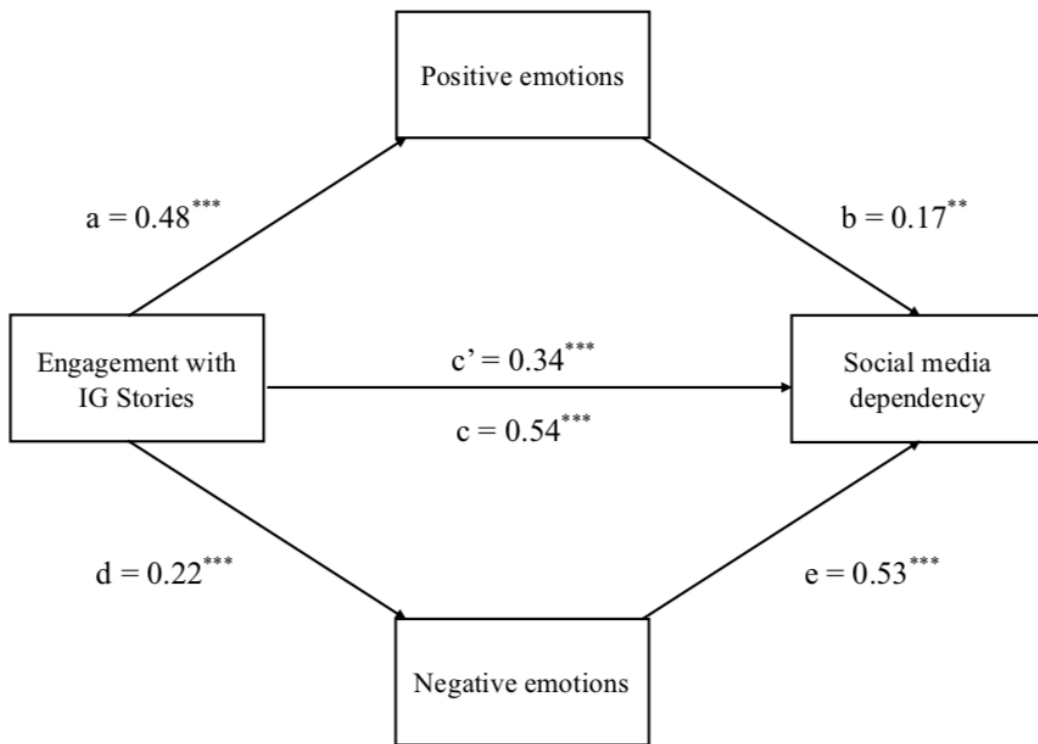 Positive emotions
a = 0.48***
b = 0.17**
Engagement with
IG Stories
c’ = 0.34***
c = 0.54***
Social media
dependency
d = 0.22***
e = 0.53***
Negative emotions